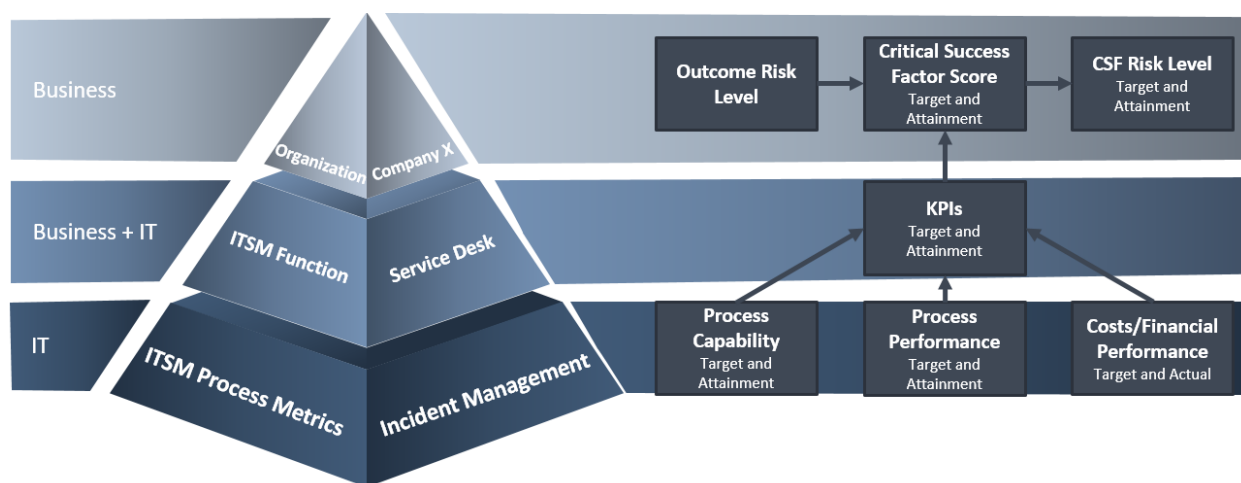 Business
Organization
Company X
Outcome Risk
Level
Critical Success
Factor Score
Target and
Attainment
CSF Risk Level
Target and
Attainment
Business + IT
ITSM Function
Service Desk
KPIs
Target and
Attainment
IT
ITSM Process Metrics
Incident Management
Process
Capability
Target and
Attainment
Process
Performance
Target and
Attainment
Costs/Financial
Performance
Target and Actual